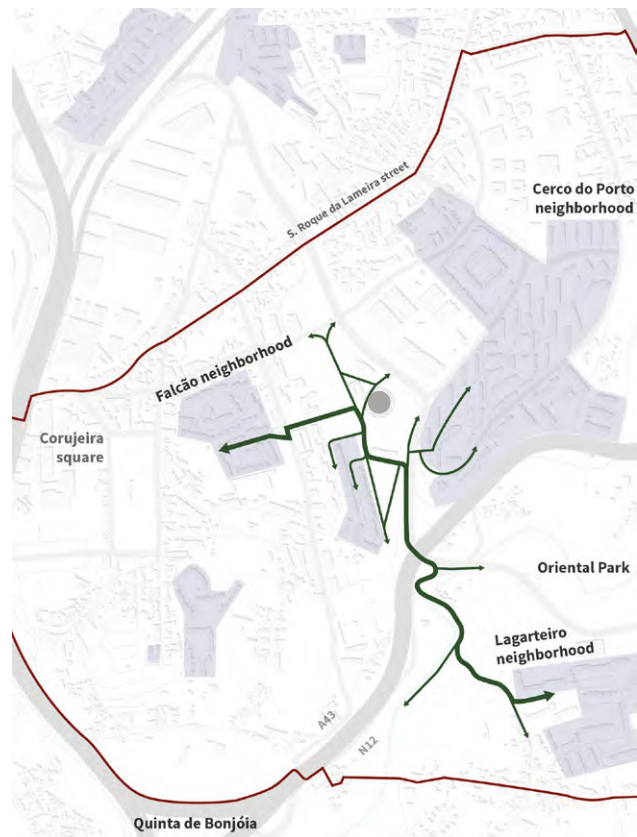 S. Roque da Lameira street
Cerco do Porto
neighborhood
Falcão neighborhood
Corujeira
square
Oriental Park
Lagarteiro
neighborhood
A43
N12
Quinta de Bonjóia